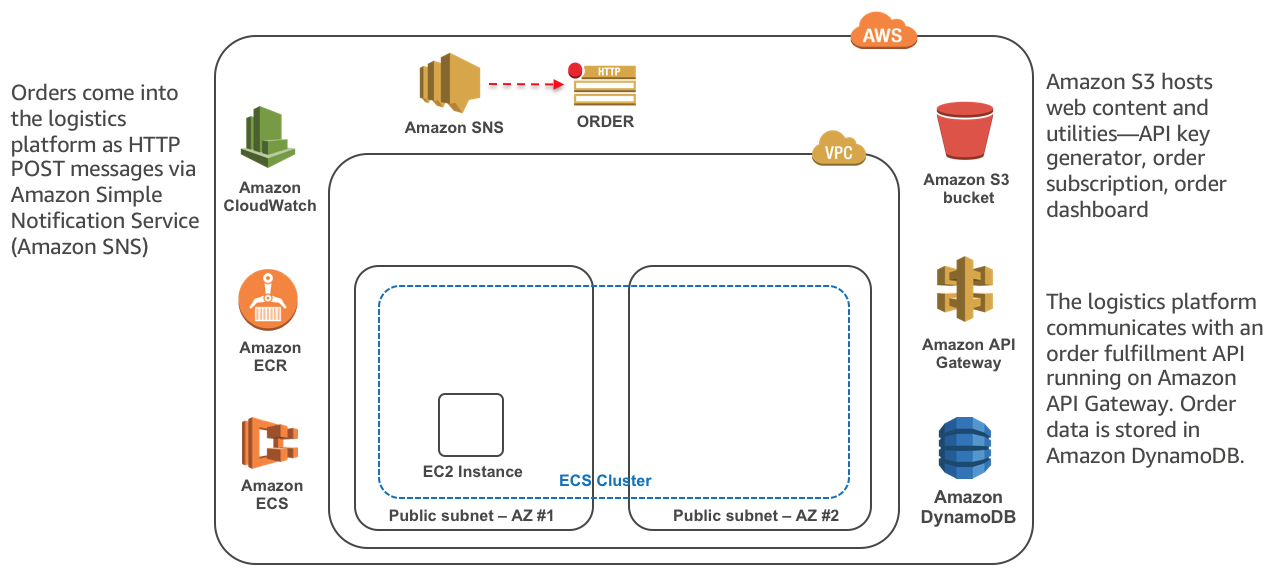 Orders come into
the logistics
platform as HTTP
POST messages via
Amazon Simple
Notification Service
(Amazon SNS)
AWS
Amazon SNS
HTTP
ORDER
Amazon
CloudWatch
Amazon
ECR
Amazon
ECS
VPC
EC2 Instance
ECS Cluster
Public subnet – AZ #1
Public subnet – AZ #2
Amazon S3
bucket
Amazon API
Gateway
Amazon
DynamoDB
Amazon S3 hosts
web content and
utilities—API key
generator, order
subscription, order
dashboard
The logistics platform
communicates with an
order fulfillment API
running on Amazon
API Gateway. Order
data is stored in
Amazon DynamoDB.